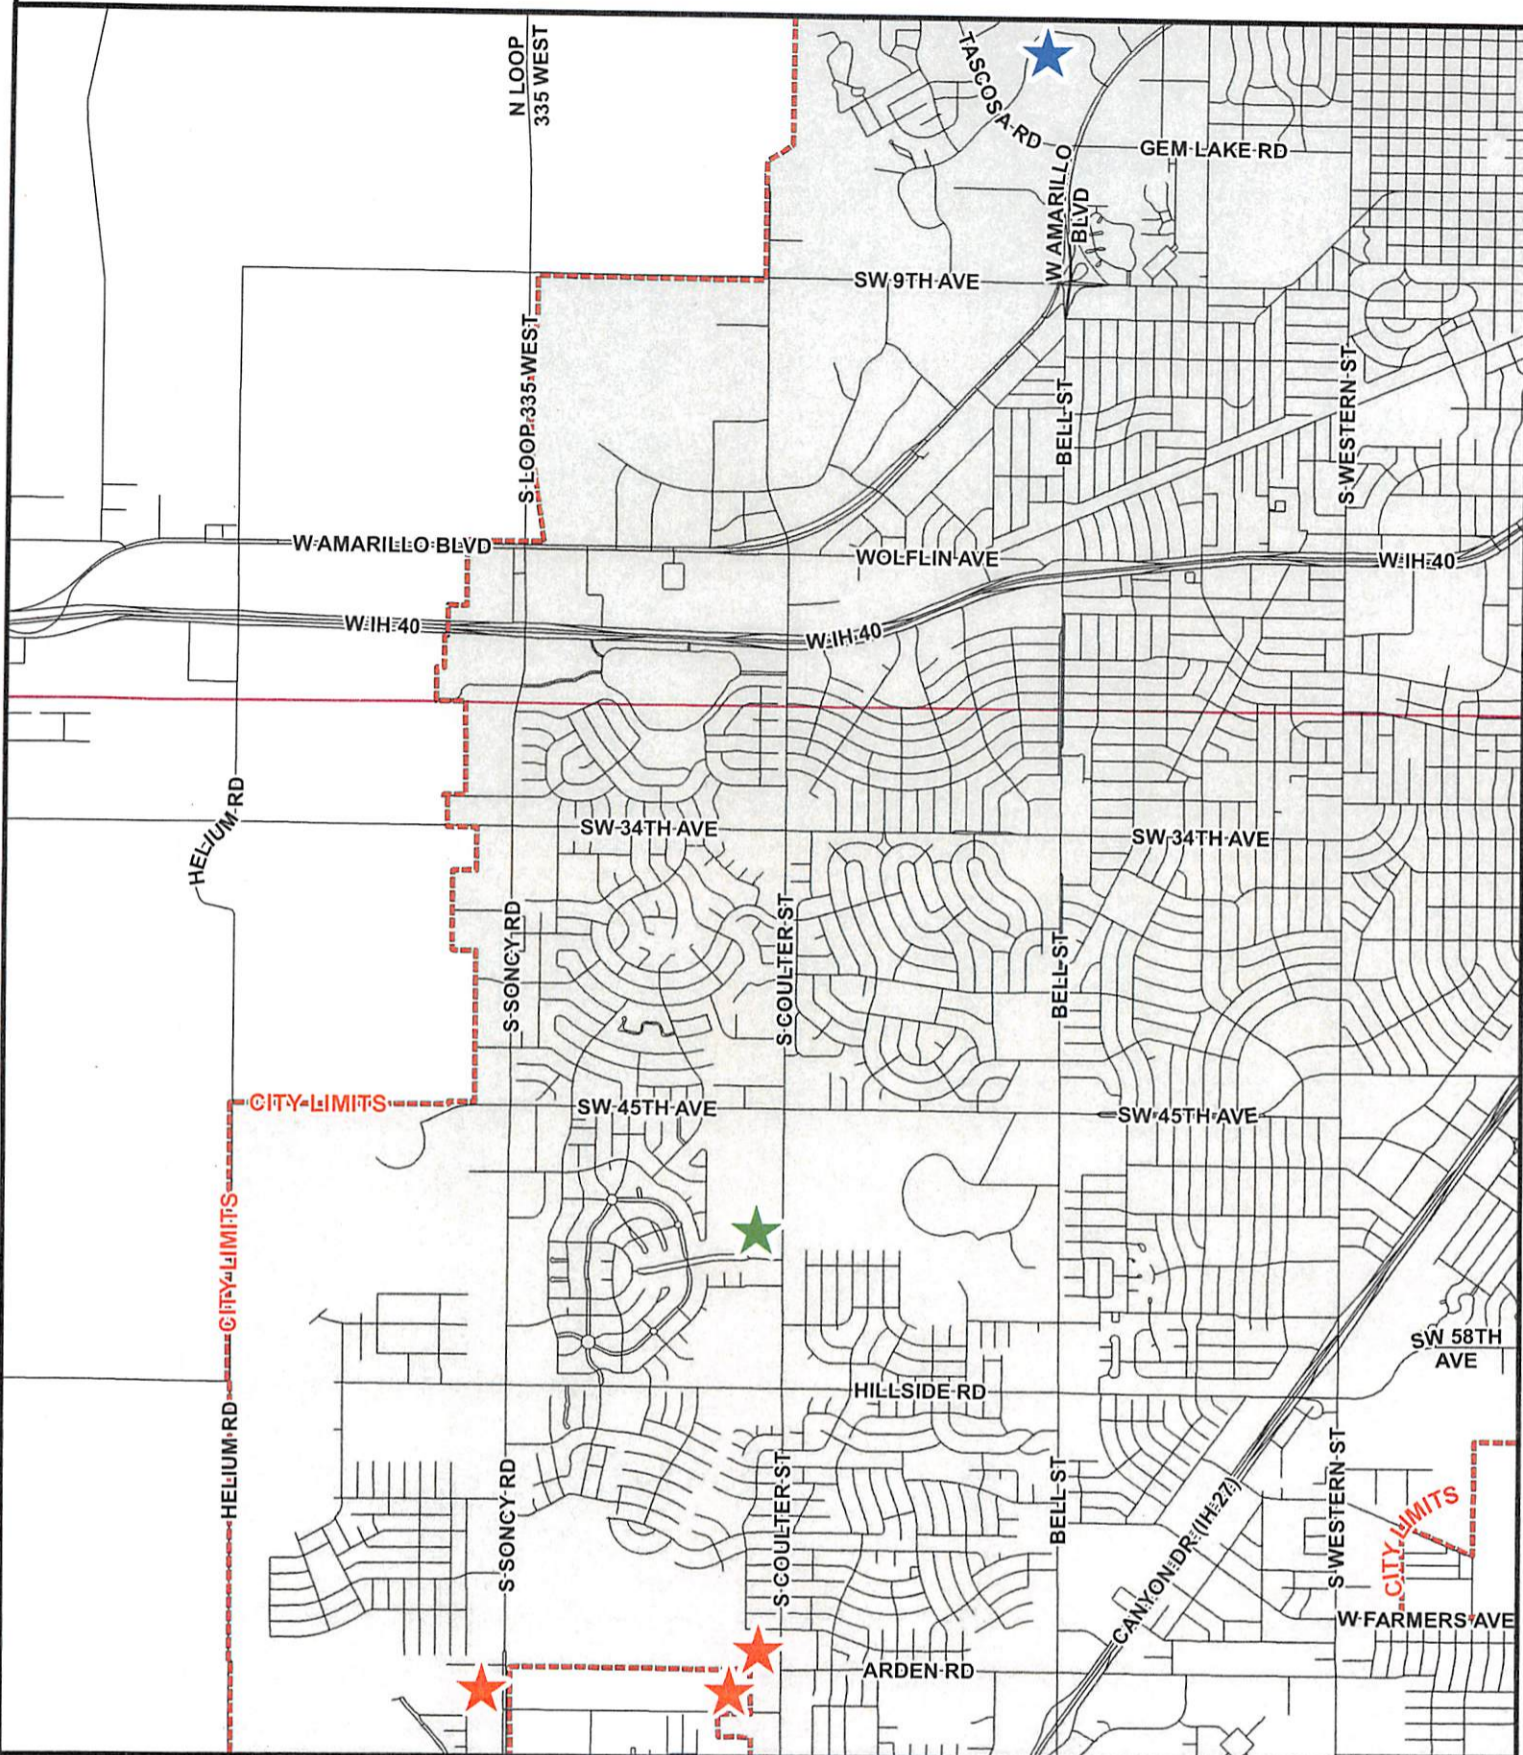 N LOOP
335 WEST
TASCOSA RD
GEM LAKE RD
W AMARILLO
BLVD
SW 9TH AVE
S LOOP 335 WEST
BELL ST
S WESTERN ST
W AMARILLO BLVD
WOLFLIN AVE
W IH 40
W IH 40
W IH 40
HELIUM RD
SW 34TH AVE
SW 34TH AVE
S SONCY RD
S COULTER ST
BELL ST
CITY LIMITS
SW 45TH AVE
SW 45TH AVE
CITY LIMITS
SW 58TH
AVE
HILLSIDE RD
HELIUM RD
S SONCY RD
S COULTER ST
BELL ST
CANYON DR (IH 27)
S WESTERN ST
CITY LIMITS
W FARMERS AVE
ARDEN RD